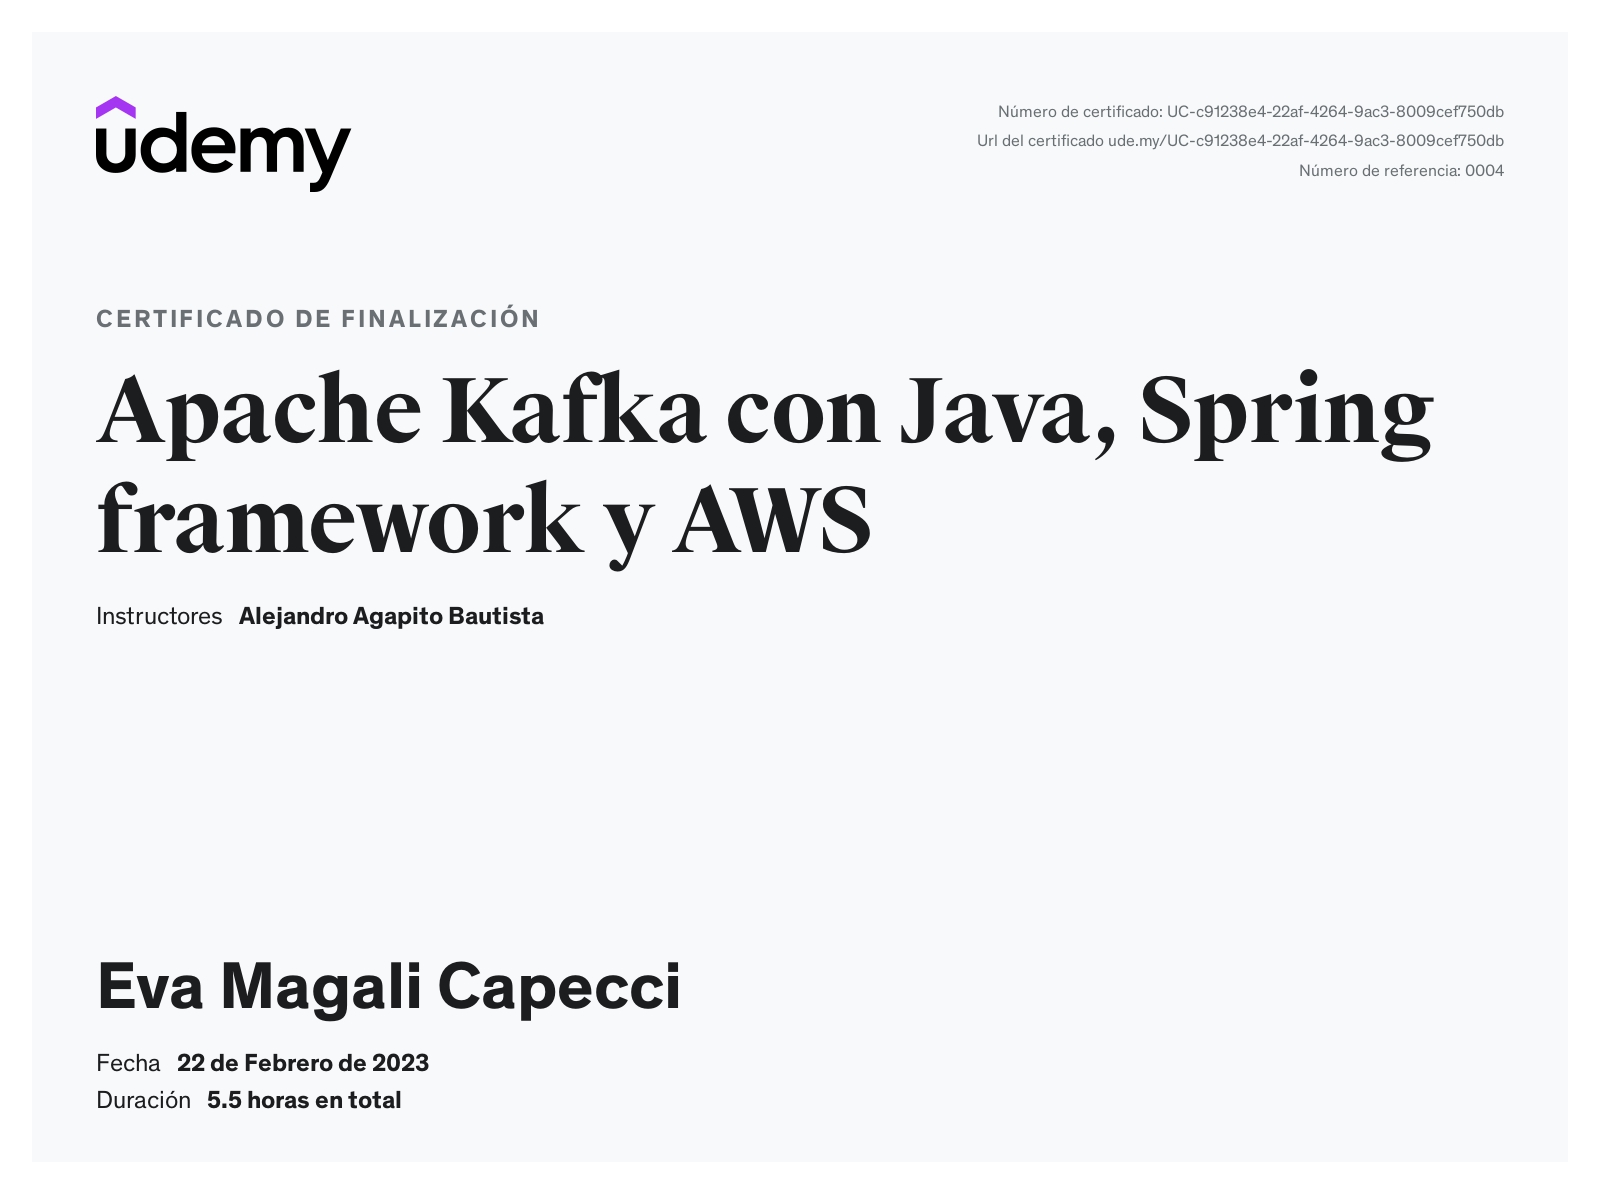 udemy
Número de certificado: UC-c91238e4-22af-4264-9ac3-8009cef750db
Url del certificado ude.my/UC-c91238e4-22af-4264-9ac3-8009cef750db
Número de referencia: 0004
CERTIFICADO DE FINALIZACIÓN
Apache Kafka con Java, Spring
framework y AWS
Instructores Alejandro Agapito Bautista
Eva Magali Capecci
Fecha 22 de Febrero de 2023
Duración 5.5 horas en total